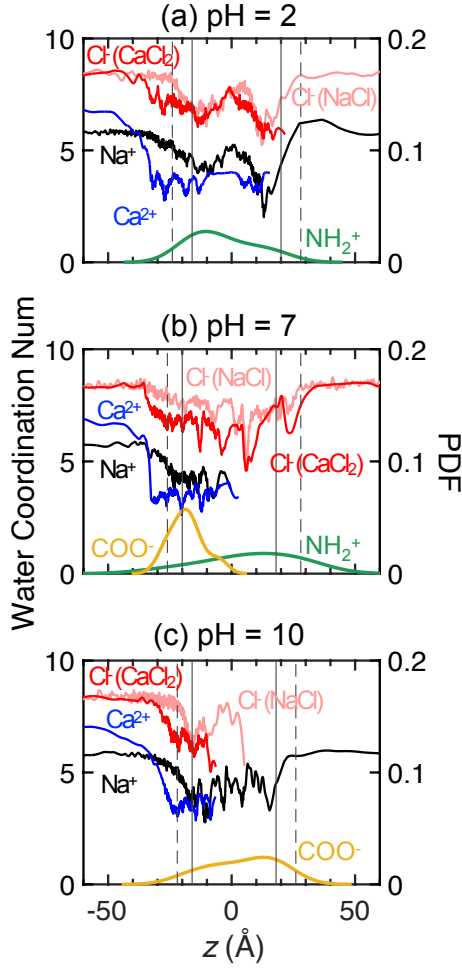 (a) pH = 2
10
0.2
Cl⁻(CaCl₂)
Cl⁻(NaCl)
5
0.1
Na⁺
Ca²⁺
NH₂⁺
0
0
(b) pH = 7
10
0.2
Cl⁻(NaCl)
Ca²⁺
5
0.1
Na⁺
Cl⁻(CaCl₂)
COO⁻
NH₂⁺
0
0
(c) pH = 10
10
0.2
Cl⁻(CaCl₂)
Cl⁻(NaCl)
Ca²⁺
5
0.1
Na⁺
COO⁻
0
0
-60
0
60
z (Å)
Water Coordination Num
PDF